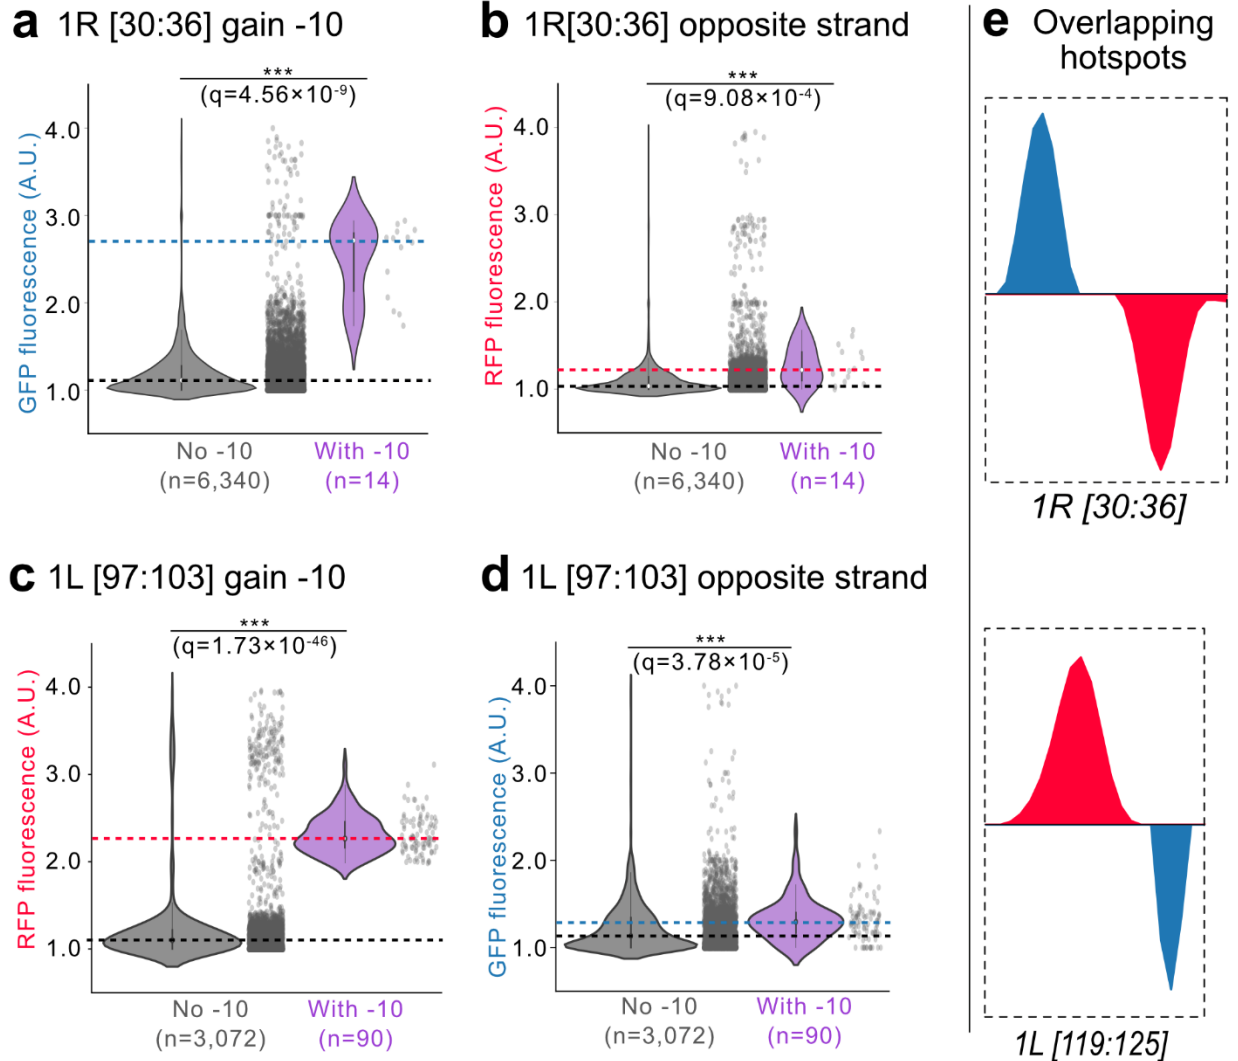 a 1R [30:36] gain -10
***
(q=4.56×10⁻⁹)
GFP fluorescence (A.U.)
4.0
3.0
2.0
1.0
No -10
(n=6,340)
With -10
(n=14)
b 1R[30:36] opposite strand
***
(q=9.08×10⁻⁴)
RFP fluorescence (A.U.)
4.0
3.0
2.0
1.0
No -10
(n=6,340)
With -10
(n=14)
c 1L [97:103] gain -10
***
(q=1.73×10⁻⁴⁶)
RFP fluorescence (A.U.)
4.0
3.0
2.0
1.0
No -10
(n=3,072)
With -10
(n=90)
d 1L [97:103] opposite strand
***
(q=3.78×10⁻⁵)
GFP fluorescence (A.U.)
4.0
3.0
2.0
1.0
No -10
(n=3,072)
With -10
(n=90)
e Overlapping
hotspots
1R [30:36]
1L [119:125]